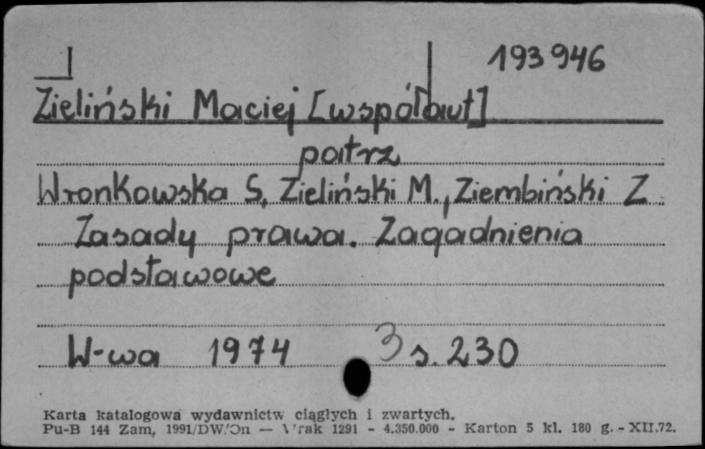 193946
Zieliński Maciej [współaut]
patrz
Wronkowska S, Zieliński M., Ziembiński Z
Zasady prawa. Zagadnienia
podstawowe
W-wa 1974 3 s. 230
Karta katalogowa wydawnictw ciągłych i zwartych.
Pu-B 144 Zam, 1991/DW/On — 1291 - 4.350.000 - Karton 5 kl. 180 g. - XII.72.